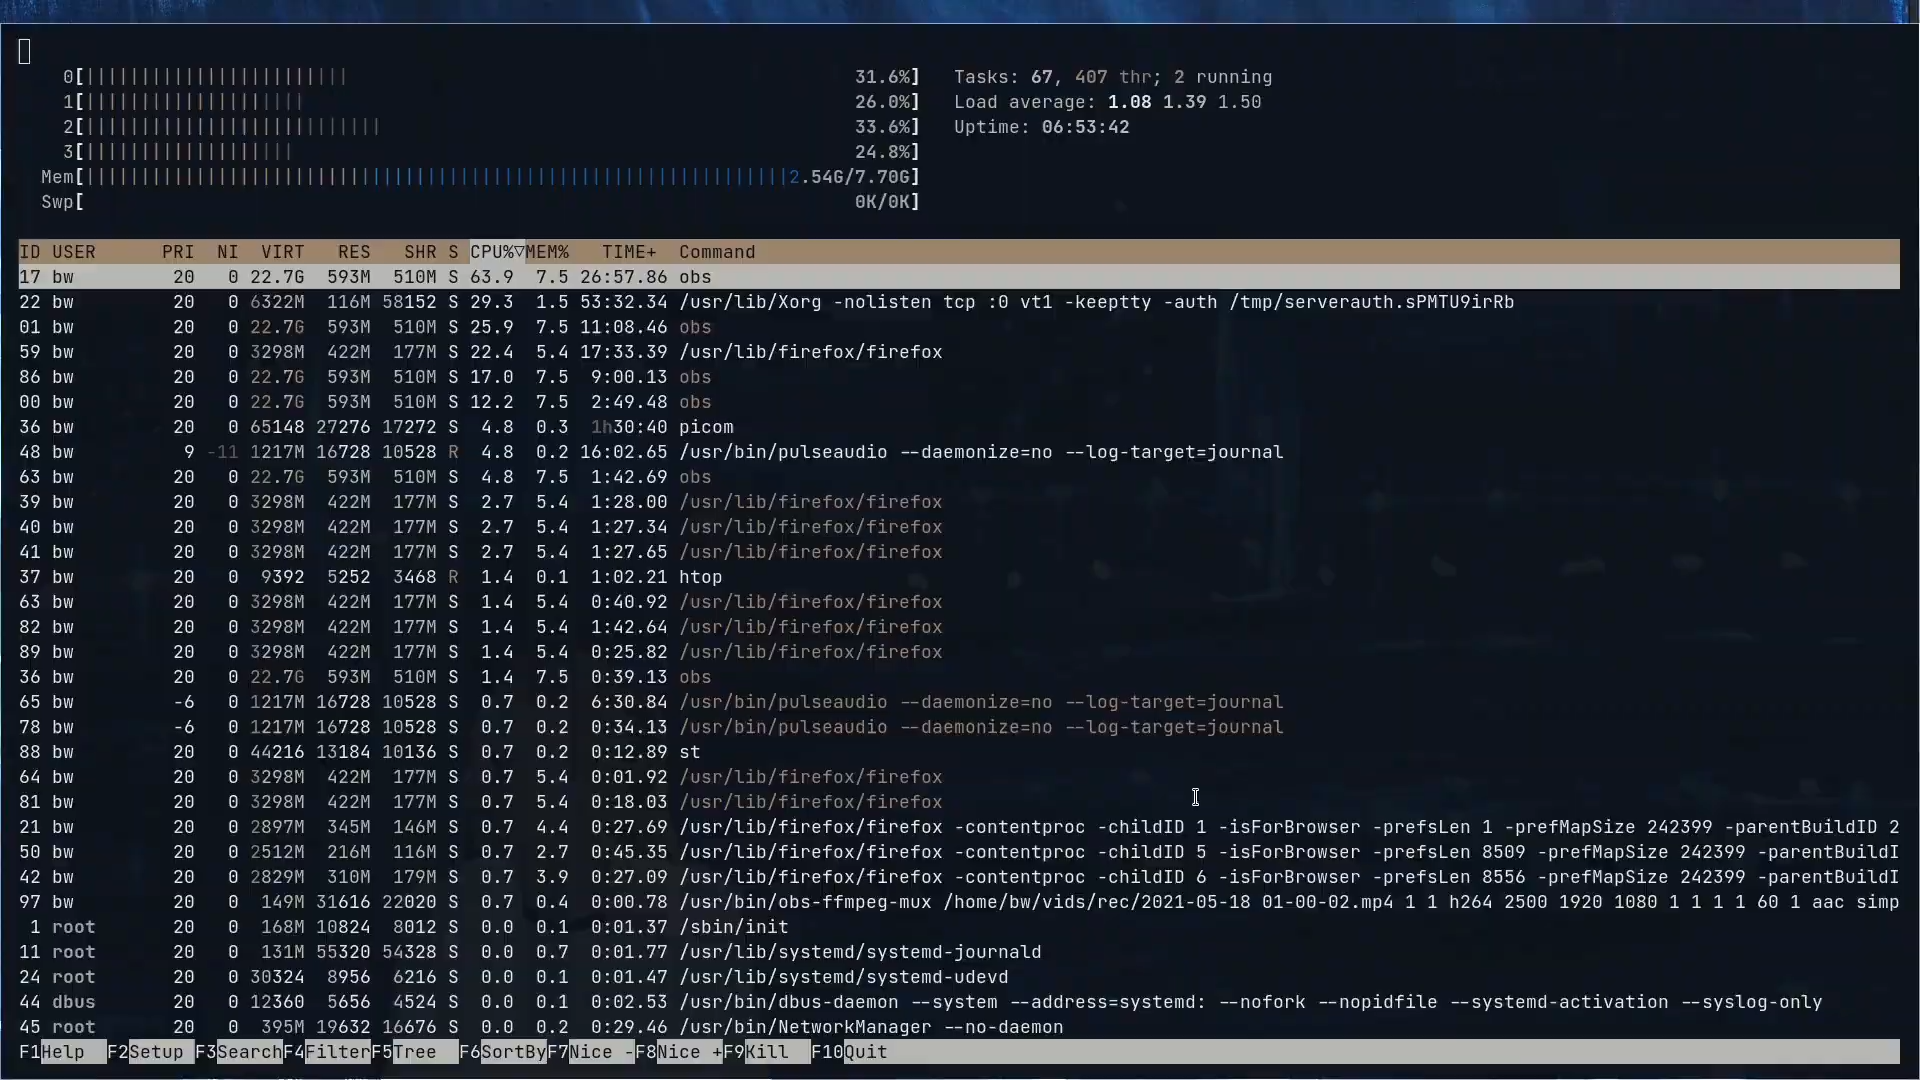 0[|||||||||||||||||||||||| 31.6%] Tasks: 67, 407 thr; 2 running
1[|||||||||||||||||||| 26.0%] Load average: 1.08 1.39 1.50
2[||||||||||||||||||||||||||| 33.6%] Uptime: 06:53:42
3[||||||||||||||||||| 24.8%]
Mem[||||||||||||||||||||||||||||||||||||||||||||||||||||||||||||||||2.54G/7.70G]
Swp[ 0K/0K]
ID USER PRI NI VIRT RES SHR S CPU%▽MEM% TIME+ Command
17 bw 20 0 22.7G 593M 510M S 63.9 7.5 26:57.86 obs
22 bw 20 0 6322M 116M 58152 S 29.3 1.5 53:32.34 /usr/lib/Xorg -nolisten tcp :0 vt1 -keeptty -auth /tmp/serverauth.sPMTU9irRb
01 bw 20 0 22.7G 593M 510M S 25.9 7.5 11:08.46 obs
59 bw 20 0 3298M 422M 177M S 22.4 5.4 17:33.39 /usr/lib/firefox/firefox
86 bw 20 0 22.7G 593M 510M S 17.0 7.5 9:00.13 obs
00 bw 20 0 22.7G 593M 510M S 12.2 7.5 2:49.48 obs
36 bw 20 0 65148 27276 17272 S 4.8 0.3 1h30:40 picom
48 bw 9 -11 1217M 16728 10528 R 4.8 0.2 16:02.65 /usr/bin/pulseaudio --daemonize=no --log-target=journal
63 bw 20 0 22.7G 593M 510M S 4.8 7.5 1:42.69 obs
39 bw 20 0 3298M 422M 177M S 2.7 5.4 1:28.00 /usr/lib/firefox/firefox
40 bw 20 0 3298M 422M 177M S 2.7 5.4 1:27.34 /usr/lib/firefox/firefox
41 bw 20 0 3298M 422M 177M S 2.7 5.4 1:27.65 /usr/lib/firefox/firefox
37 bw 20 0 9392 5252 3468 R 1.4 0.1 1:02.21 htop
63 bw 20 0 3298M 422M 177M S 1.4 5.4 0:40.92 /usr/lib/firefox/firefox
82 bw 20 0 3298M 422M 177M S 1.4 5.4 1:42.64 /usr/lib/firefox/firefox
89 bw 20 0 3298M 422M 177M S 1.4 5.4 0:25.82 /usr/lib/firefox/firefox
36 bw 20 0 22.7G 593M 510M S 1.4 7.5 0:39.13 obs
65 bw -6 0 1217M 16728 10528 S 0.7 0.2 6:30.84 /usr/bin/pulseaudio --daemonize=no --log-target=journal
78 bw -6 0 1217M 16728 10528 S 0.7 0.2 0:34.13 /usr/bin/pulseaudio --daemonize=no --log-target=journal
88 bw 20 0 44216 13184 10136 S 0.7 0.2 0:12.89 st
64 bw 20 0 3298M 422M 177M S 0.7 5.4 0:01.92 /usr/lib/firefox/firefox
81 bw 20 0 3298M 422M 177M S 0.7 5.4 0:18.03 /usr/lib/firefox/firefox
21 bw 20 0 2897M 345M 146M S 0.7 4.4 0:27.69 /usr/lib/firefox/firefox -contentproc -childID 1 -isForBrowser -prefsLen 1 -prefMapSize 242399 -parentBuildID 2
50 bw 20 0 2512M 216M 116M S 0.7 2.7 0:45.35 /usr/lib/firefox/firefox -contentproc -childID 5 -isForBrowser -prefsLen 8509 -prefMapSize 242399 -parentBuildI
42 bw 20 0 2829M 310M 179M S 0.7 3.9 0:27.09 /usr/lib/firefox/firefox -contentproc -childID 6 -isForBrowser -prefsLen 8556 -prefMapSize 242399 -parentBuildI
97 bw 20 0 149M 31616 22020 S 0.7 0.4 0:00.78 /usr/bin/obs-ffmpeg-mux /home/bw/vids/rec/2021-05-18 01-00-02.mp4 1 1 h264 2500 1920 1080 1 1 1 1 60 1 aac simp
1 root 20 0 168M 10824 8012 S 0.0 0.1 0:01.37 /sbin/init
11 root 20 0 131M 55320 54328 S 0.0 0.7 0:01.77 /usr/lib/systemd/systemd-journald
24 root 20 0 30324 8956 6216 S 0.0 0.1 0:01.47 /usr/lib/systemd/systemd-udevd
44 dbus 20 0 12360 5656 4524 S 0.0 0.1 0:02.53 /usr/bin/dbus-daemon --system --address=systemd: --nofork --nopidfile --systemd-activation --syslog-only
45 root 20 0 395M 19632 16676 S 0.0 0.2 0:29.46 /usr/bin/NetworkManager --no-daemon
F1Help F2Setup F3SearchF4FilterF5Tree F6SortByF7Nice -F8Nice +F9Kill F10Quit